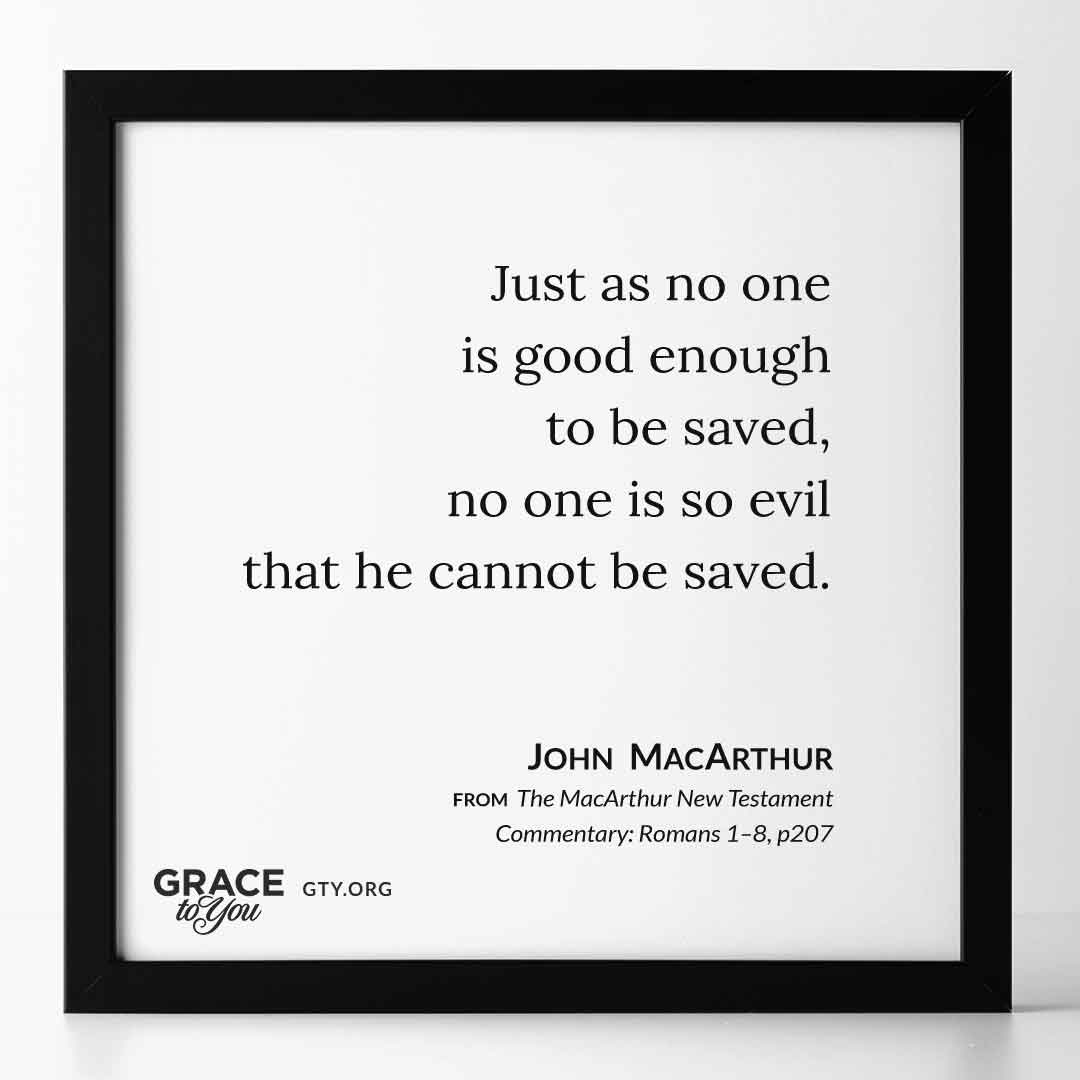 Just as no one
is good enough
to be saved,
no one is so evil
that he cannot be saved.
JOHN MACARTHUR
FROM The MacArthur New Testament
Commentary: Romans 1–8, p207
GRACE GTY.ORG
to You